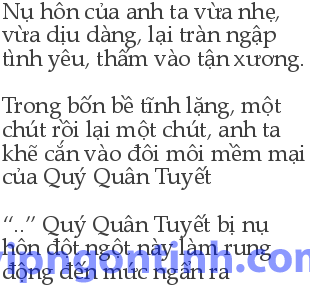 Nụ hôn của anh ta vừa nhẹ,
vừa dịu dàng, lại tràn ngập
tình yêu, thấm vào tận xương.
Trong bốn bề tĩnh lặng, một
chút rồi lại một chút, anh ta
khẽ cắn vào đôi môi mềm mại
của Quý Quân Tuyết
“..” Quý Quân Tuyết bị nụ
hôn đột ngột này làm rung
động đến mức ngẩn ra
vipngontinh.com